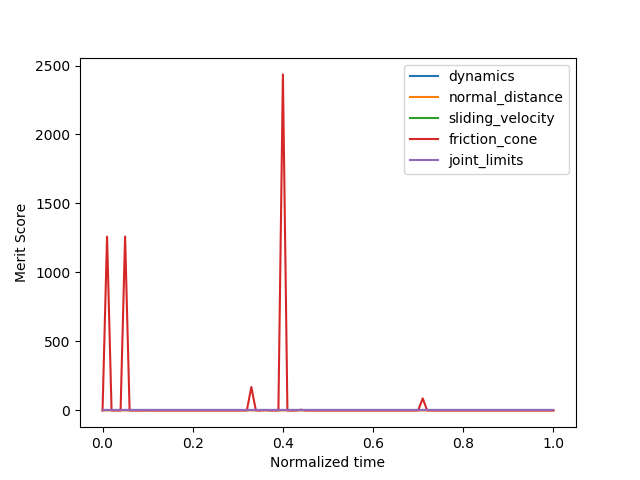 2500
2000
1500
1000
500
0
Merit Score
dynamics
normal_distance
sliding_velocity
friction_cone
joint_limits
0.0 0.2 0.4 0.6 0.8 1.0
Normalized time